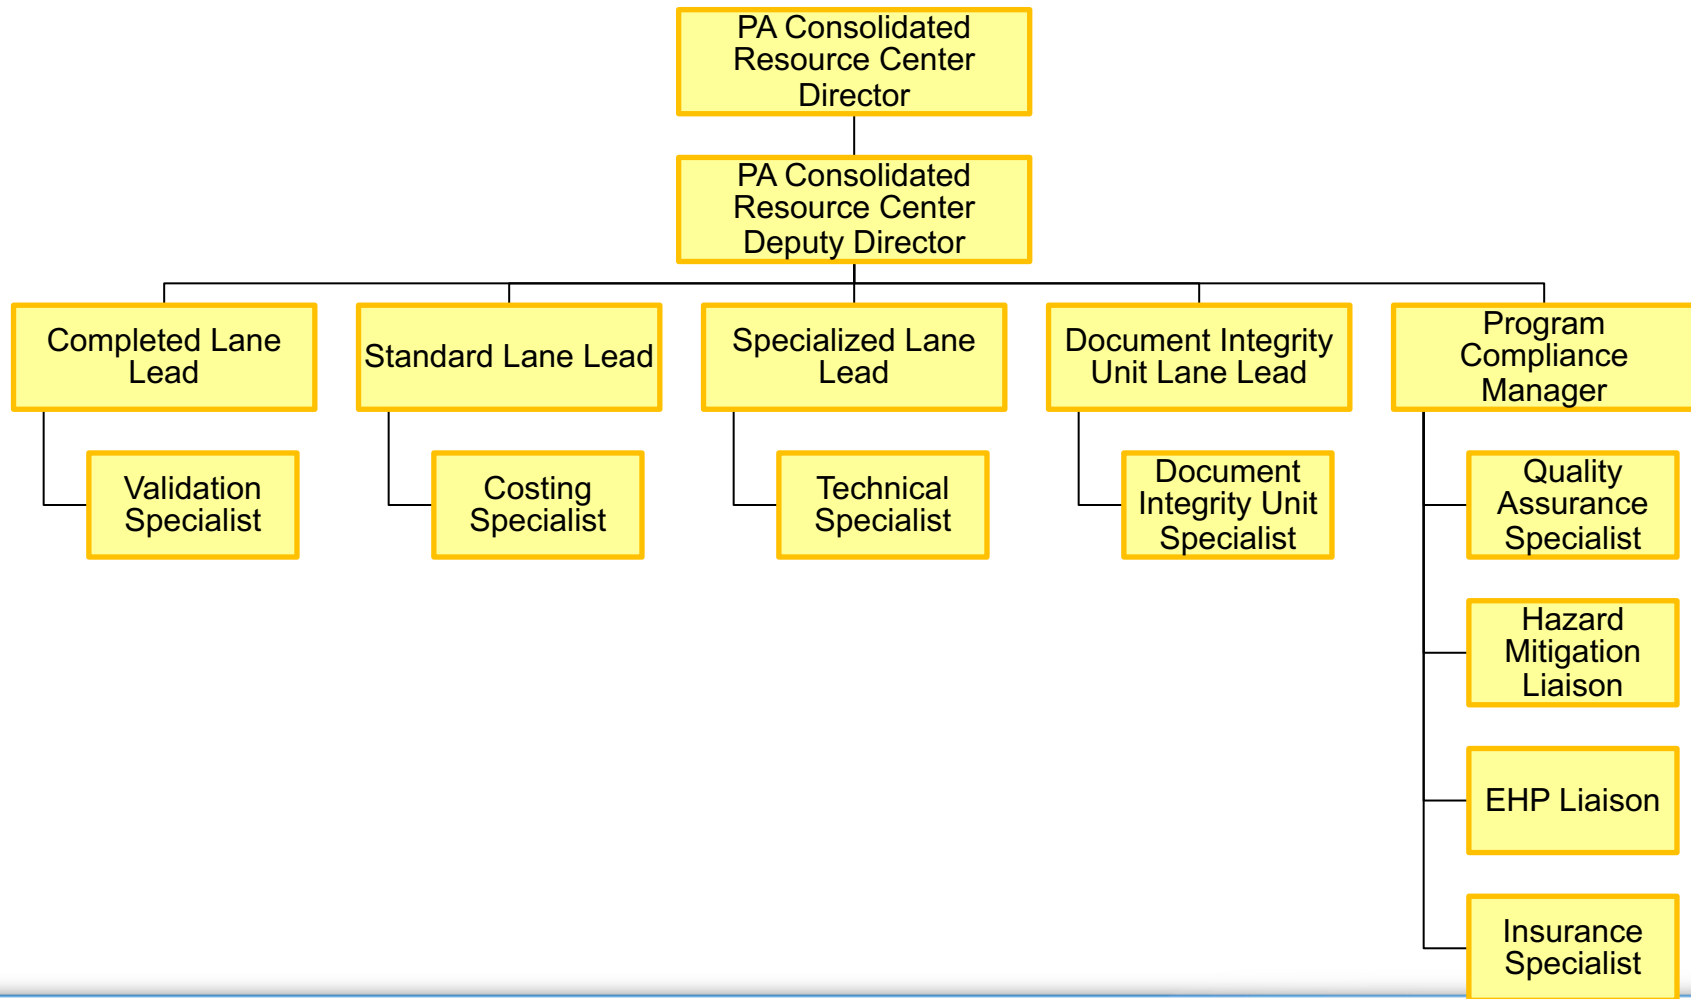 PA Consolidated
Resource Center
Director
PA Consolidated
Resource Center
Deputy Director
Completed Lane
Lead
Standard Lane Lead
Specialized Lane
Lead
Document Integrity
Unit Lane Lead
Program
Compliance
Manager
Validation
Specialist
Costing
Specialist
Technical
Specialist
Document
Integrity Unit
Specialist
Quality
Assurance
Specialist
Hazard
Mitigation
Liaison
EHP Liaison
Insurance
Specialist